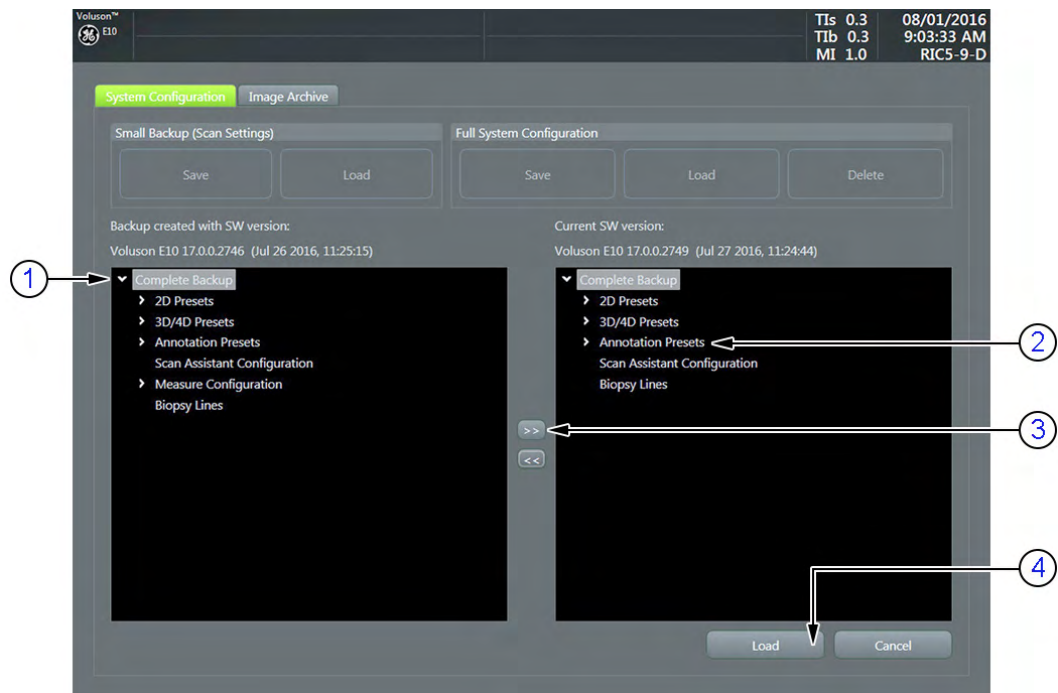 Voluson™
E10
TIs 0.3
TIb 0.3
MI 1.0
08/01/2016
9:03:33 AM
RIC5-9-D
System Configuration
Image Archive
Small Backup (Scan Settings)
Full System Configuration
Save
Load
Save
Load
Delete
Backup created with SW version:
Current SW version:
Voluson E10 17.0.0.2746 (Jul 26 2016, 11:25:15)
Voluson E10 17.0.0.2749 (Jul 27 2016, 11:24:44)
1
Complete Backup
2D Presets
3D/4D Presets
Annotation Presets
Scan Assistant Configuration
Measure Configuration
Biopsy Lines
Complete Backup
2D Presets
3D/4D Presets
Annotation Presets
Scan Assistant Configuration
Biopsy Lines
2
>>
3
<<
4
Load
Cancel